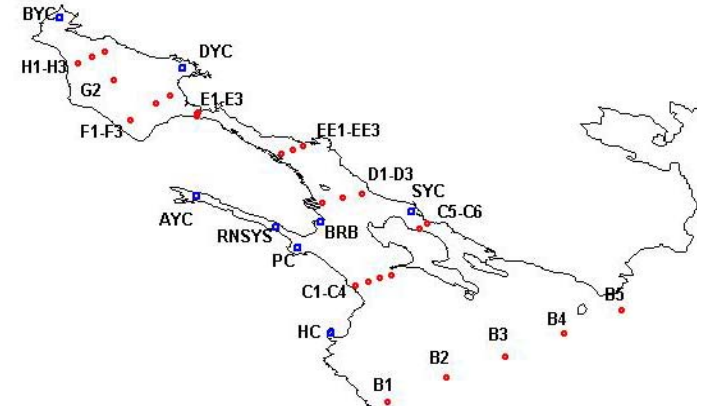 BYC
DYC
H1-H3
G2
E1-E3
F1-F3
EE1-EE3
D1-D3
SYC
C5-C6
AYC
RNSYS
BRB
PC
C1-C4
B5
B4
HC
B3
B2
B1